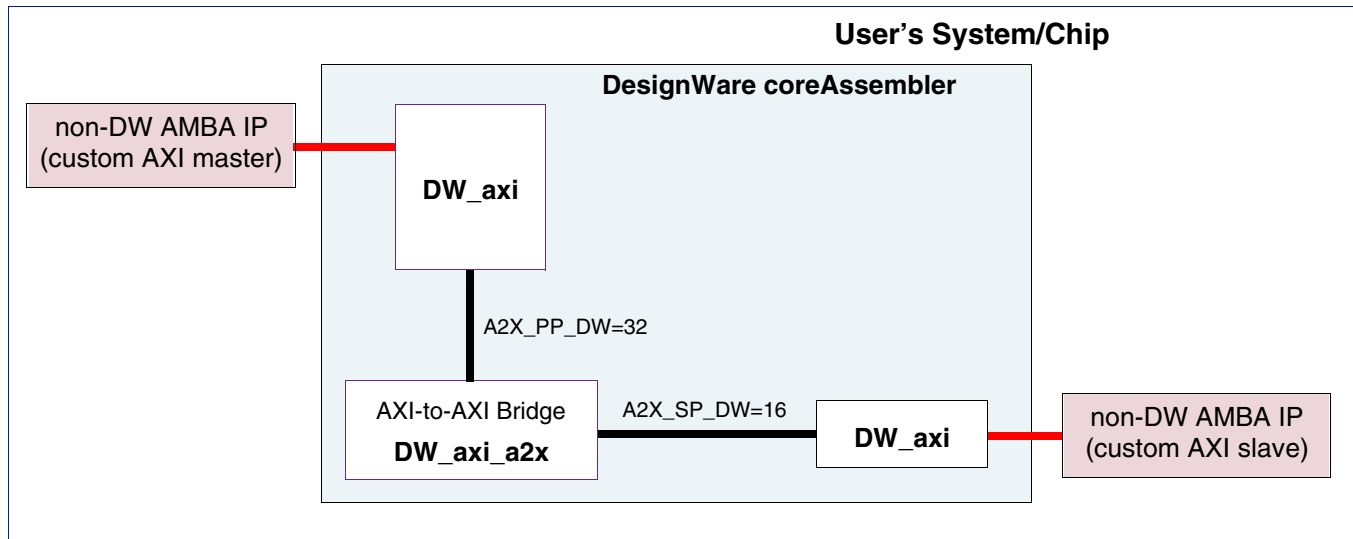 User's System/Chip
DesignWare coreAssembler
non-DW AMBA IP
(custom AXI master)
DW_axi
A2X_PP_DW=32
AXI-to-AXI Bridge
DW_axi_a2x
A2X_SP_DW=16
DW_axi
non-DW AMBA IP
(custom AXI slave)